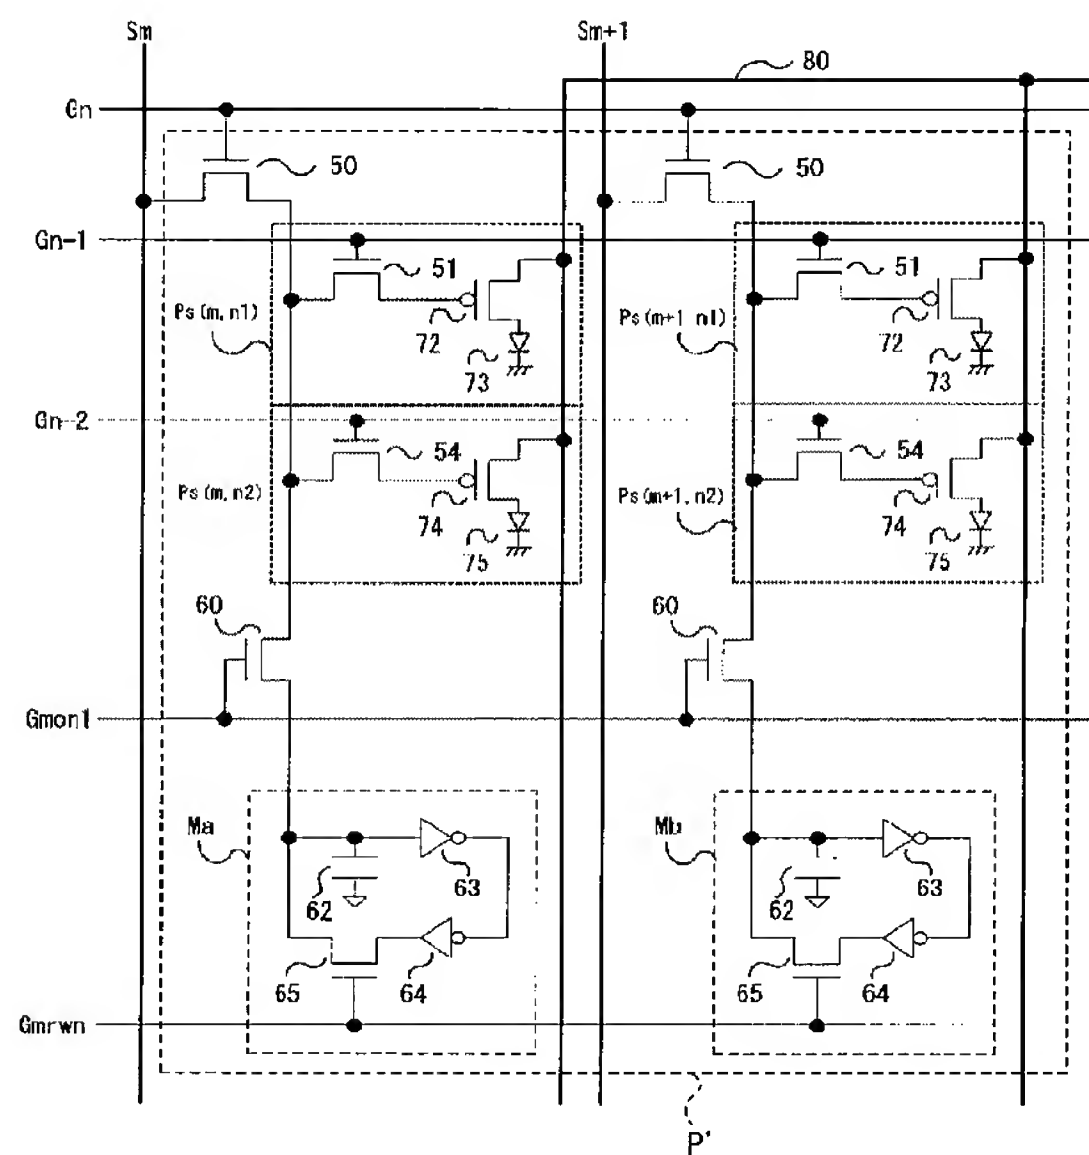 Sm
Sm+1
80
Gn
50
50
Gn-1
51
51
Ps(m,n1)
72
73
Ps(m+1 n1)
72
73
Gn-2
54
54
Ps(m,n2)
74
75
Ps(m+1,n2)
74
75
60
60
Gmon1
Ma
62
63
Mb
62
63
65
64
65
64
Gmrwn
P'